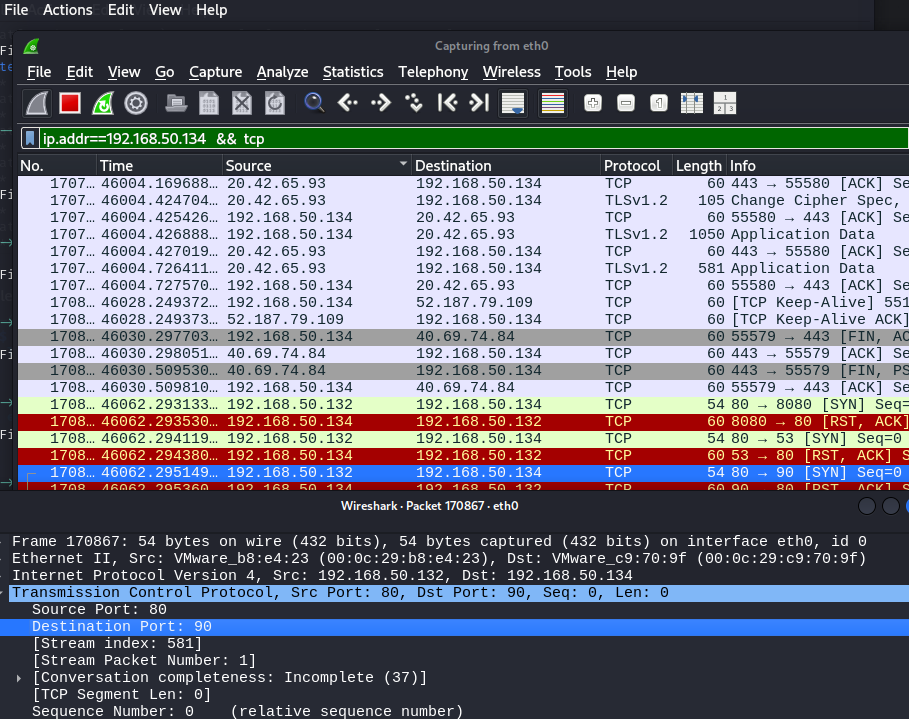 File Actions Edit View Help
Capturing from eth0
File Edit View Go Capture Analyze Statistics Telephony Wireless Tools Help
ip.addr==192.168.50.134 && tcp
No. Time Source Destination Protocol Length Info
1707… 46004.169688… 20.42.65.93 192.168.50.134 TCP 60 443 → 55580 [ACK] Se
1707… 46004.424704… 20.42.65.93 192.168.50.134 TLSv1.2 105 Change Cipher Spec,
1707… 46004.425426… 192.168.50.134 20.42.65.93 TCP 60 55580 → 443 [ACK] Se
1707… 46004.426888… 192.168.50.134 20.42.65.93 TLSv1.2 1050 Application Data
1707… 46004.427019… 20.42.65.93 192.168.50.134 TCP 60 443 → 55580 [ACK] Se
1707… 46004.726411… 20.42.65.93 192.168.50.134 TLSv1.2 581 Application Data
1707… 46004.727570… 192.168.50.134 20.42.65.93 TCP 60 55580 → 443 [ACK] Se
1708… 46028.249372… 192.168.50.134 52.187.79.109 TCP 60 [TCP Keep-Alive] 551
1708… 46028.249373… 52.187.79.109 192.168.50.134 TCP 60 [TCP Keep-Alive ACK]
1708… 46030.297703… 192.168.50.134 40.69.74.84 TCP 60 55579 → 443 [FIN, AC
1708… 46030.298051… 40.69.74.84 192.168.50.134 TCP 60 443 → 55579 [ACK] Se
1708… 46030.509530… 40.69.74.84 192.168.50.134 TCP 60 443 → 55579 [FIN, PS
1708… 46030.509810… 192.168.50.134 40.69.74.84 TCP 60 55579 → 443 [ACK] Se
1708… 46062.293133… 192.168.50.132 192.168.50.134 TCP 54 80 → 8080 [SYN] Seq=
1708… 46062.293530… 192.168.50.134 192.168.50.132 TCP 60 8080 → 80 [RST, ACK]
1708… 46062.294119… 192.168.50.132 192.168.50.134 TCP 54 80 → 53 [SYN] Seq=0
1708… 46062.294380… 192.168.50.134 192.168.50.132 TCP 60 53 → 80 [RST, ACK] S
1708… 46062.295149… 192.168.50.132 192.168.50.134 TCP 54 80 → 90 [SYN] Seq=0
1708… 46062.295360… 192.168.50.134 192.168.50.132 TCP 60 90 → 80 [RST, ACK] S
Wireshark · Packet 170867 · eth0
Frame 170867: 54 bytes on wire (432 bits), 54 bytes captured (432 bits) on interface eth0, id 0
Ethernet II, Src: VMware_b8:e4:23 (00:0c:29:b8:e4:23), Dst: VMware_c9:70:9f (00:0c:29:c9:70:9f)
Internet Protocol Version 4, Src: 192.168.50.132, Dst: 192.168.50.134
Transmission Control Protocol, Src Port: 80, Dst Port: 90, Seq: 0, Len: 0
Source Port: 80
Destination Port: 90
[Stream index: 581]
[Stream Packet Number: 1]
[Conversation completeness: Incomplete (37)]
[TCP Segment Len: 0]
Sequence Number: 0 (relative sequence number)